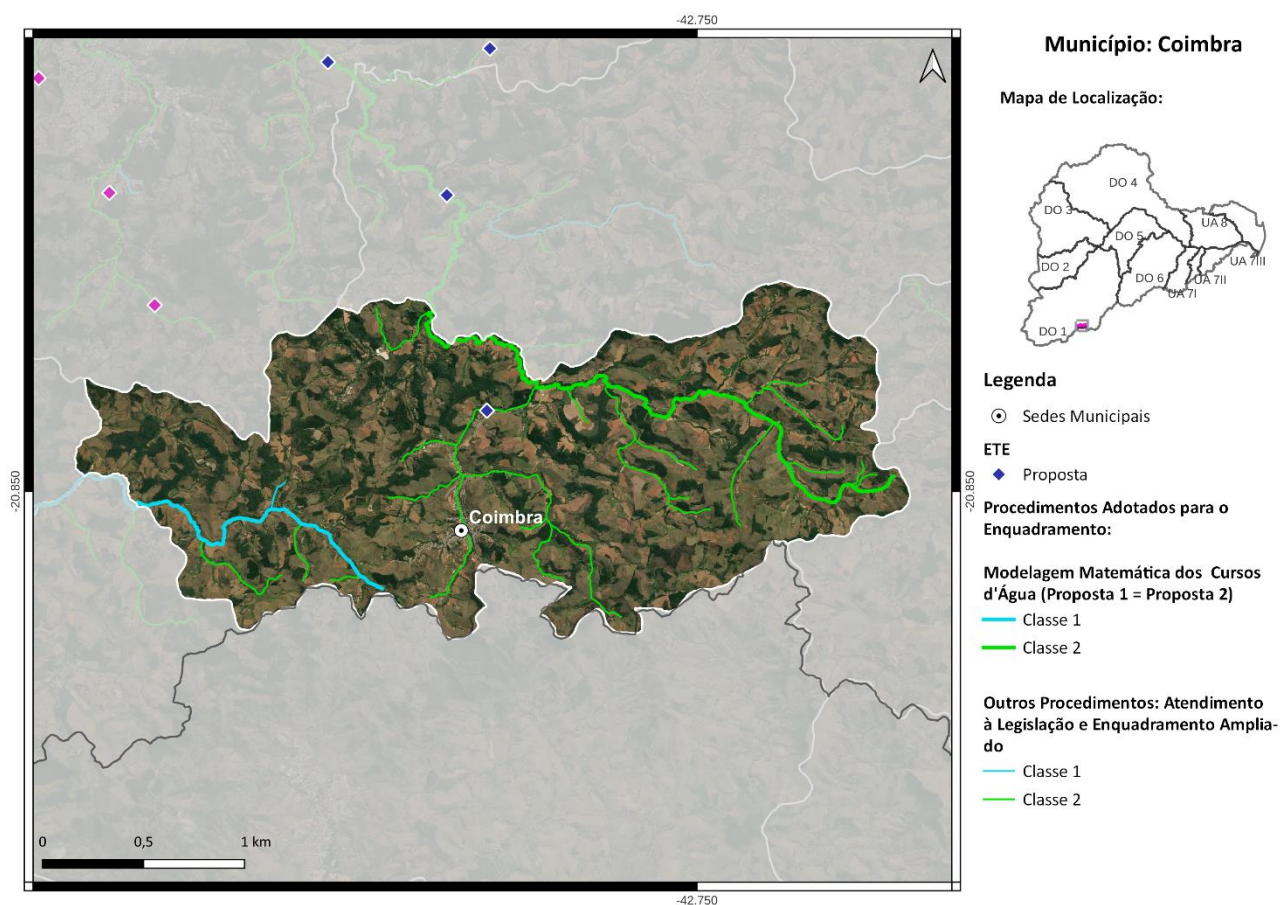 -42.750
Município: Coimbra
Mapa de Localização:
DO 4
DO 3
UA 8
DO 5
UA 7III
DO 2
DO 6
UA 7II
UA 7I
DO 1
Legenda
Sedes Municipais
ETE
Proposta
-20.850
-20.850
Procedimentos Adotados para o
Enquadramento:
Coimbra
Modelagem Matemática dos Cursos
d'Água (Proposta 1 = Proposta 2)
Classe 1
Classe 2
Outros Procedimentos: Atendimento
à Legislação e Enquadramento Amplia-
do
Classe 1
Classe 2
0 0,5 1 km
-42.750